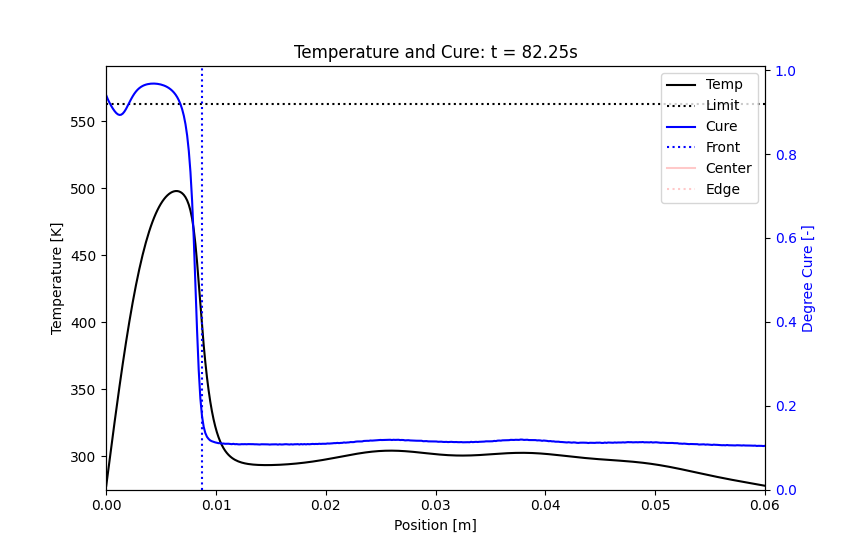 Temperature and Cure: t = 82.25s
Temp
Limit
Cure
Front
Center
Edge
Temperature [K]
550
500
450
400
350
300
Degree Cure [-]
1.0
0.8
0.6
0.4
0.2
0.0
0.00 0.01 0.02 0.03 0.04 0.05 0.06
Position [m]